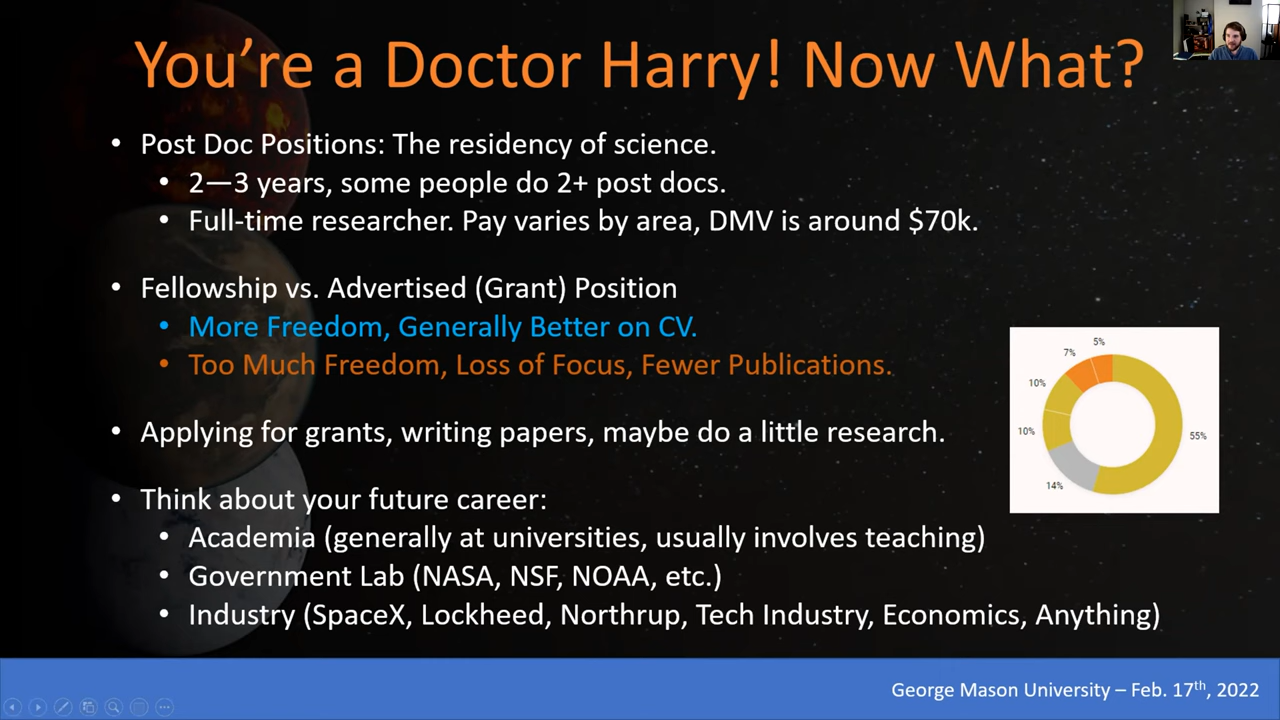 You're a Doctor Harry! Now What?
• Post Doc Positions: The residency of science.
• 2—3 years, some people do 2+ post docs.
• Full-time researcher. Pay varies by area, DMV is around $70k.
• Fellowship vs. Advertised (Grant) Position
• More Freedom, Generally Better on CV.
• Too Much Freedom, Loss of Focus, Fewer Publications.
• Applying for grants, writing papers, maybe do a little research.
• Think about your future career:
• Academia (generally at universities, usually involves teaching)
• Government Lab (NASA, NSF, NOAA, etc.)
• Industry (SpaceX, Lockheed, Northrup, Tech Industry, Economics, Anything)
5%
7%
10%
10%
55%
14%
George Mason University – Feb. 17th, 2022